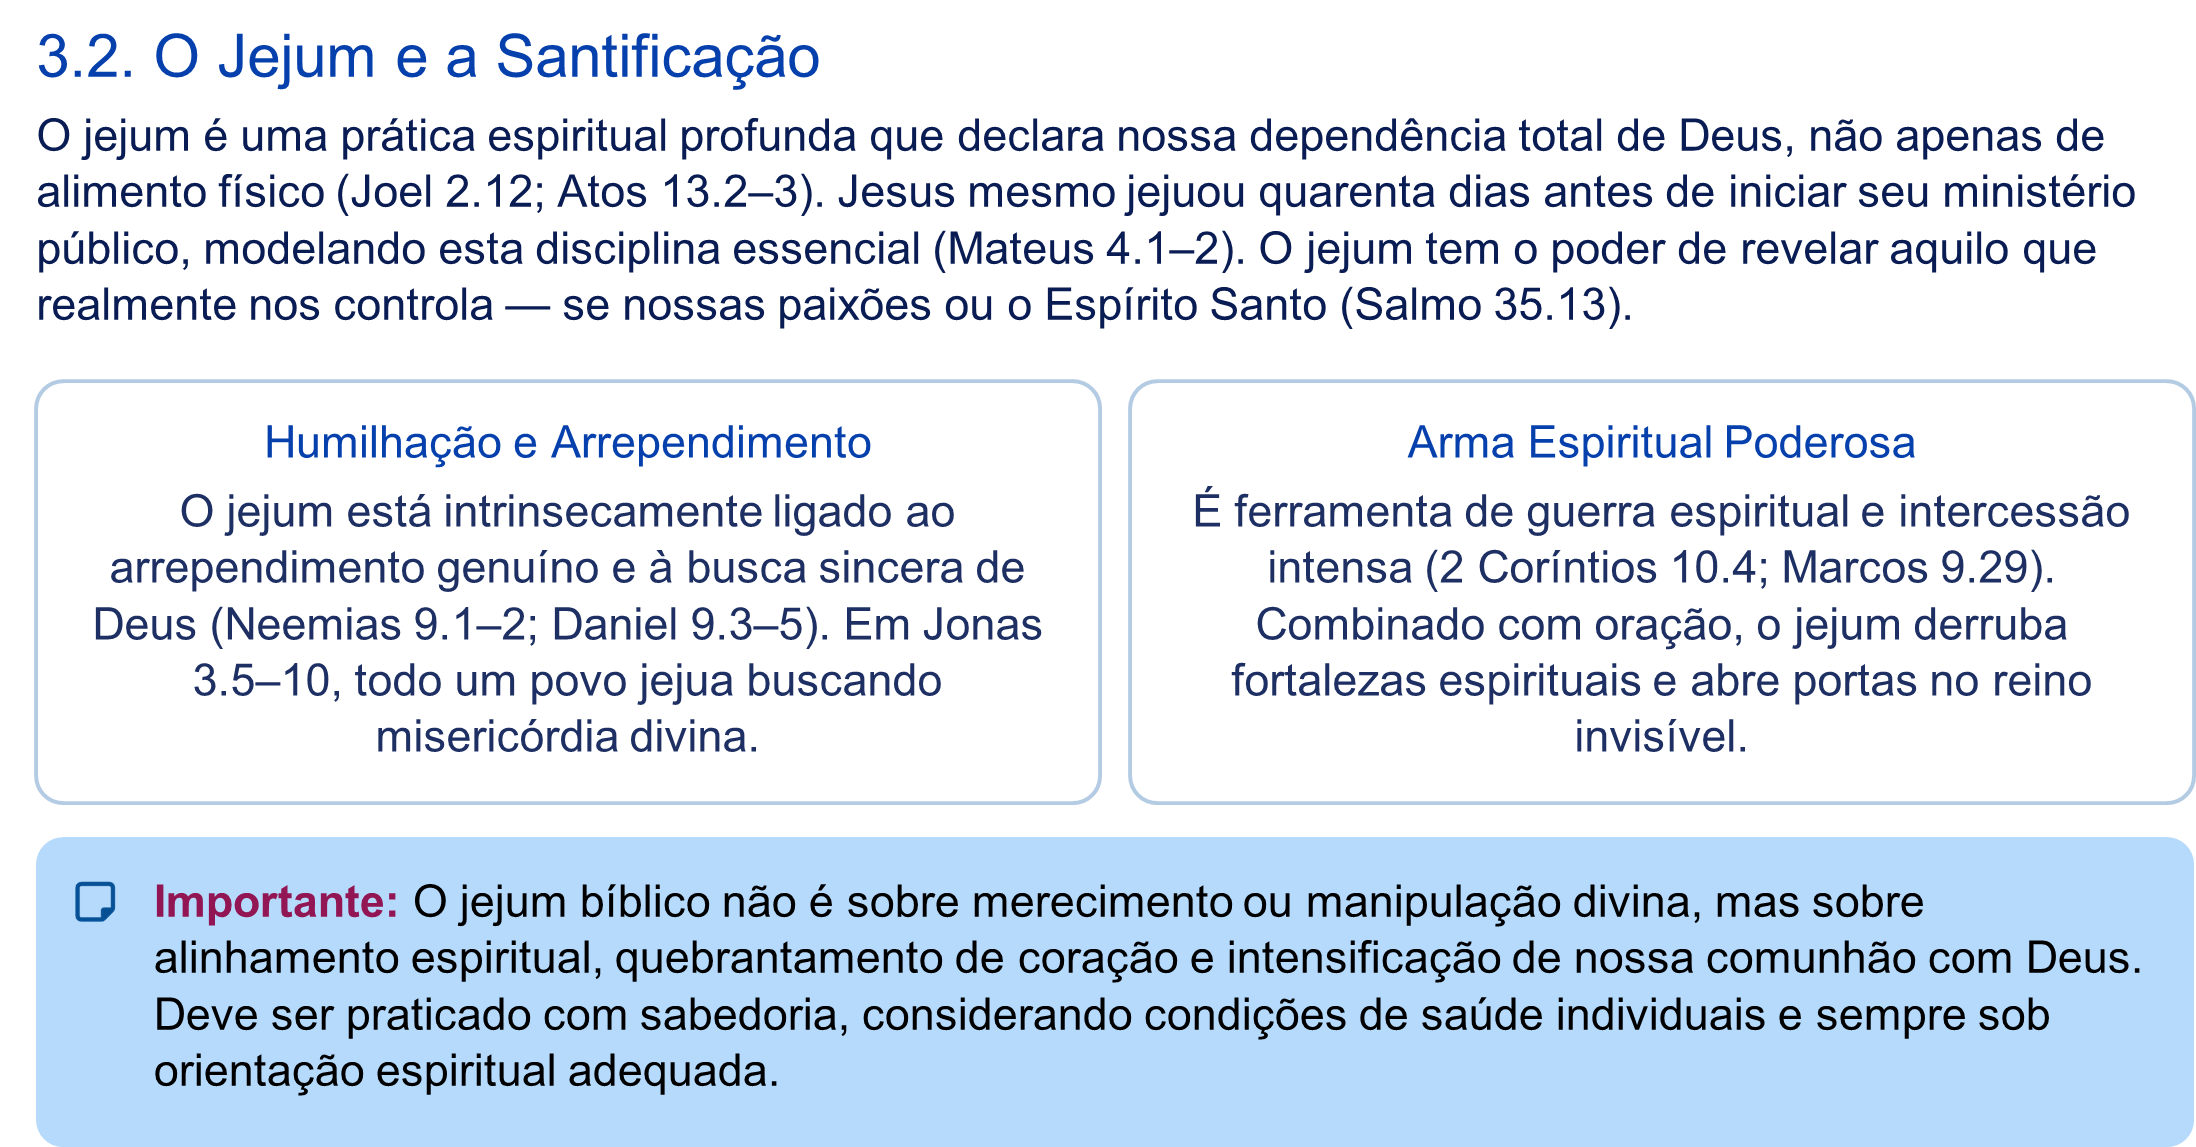 3.2. O Jejum e a Santificação
O jejum é uma prática espiritual profunda que declara nossa dependência total de Deus, não apenas de
alimento físico (Joel 2.12; Atos 13.2–3). Jesus mesmo jejuou quarenta dias antes de iniciar seu ministério
público, modelando esta disciplina essencial (Mateus 4.1–2). O jejum tem o poder de revelar aquilo que
realmente nos controla — se nossas paixões ou o Espírito Santo (Salmo 35.13).
Humilhação e Arrependimento
O jejum está intrinsecamente ligado ao
arrependimento genuíno e à busca sincera de
Deus (Neemias 9.1–2; Daniel 9.3–5). Em Jonas
3.5–10, todo um povo jejua buscando
misericórdia divina.
Arma Espiritual Poderosa
É ferramenta de guerra espiritual e intercessão
intensa (2 Coríntios 10.4; Marcos 9.29).
Combinado com oração, o jejum derruba
fortalezas espirituais e abre portas no reino
invisível.
Importante: O jejum bíblico não é sobre merecimento ou manipulação divina, mas sobre
alinhamento espiritual, quebrantamento de coração e intensificação de nossa comunhão com Deus.
Deve ser praticado com sabedoria, considerando condições de saúde individuais e sempre sob
orientação espiritual adequada.